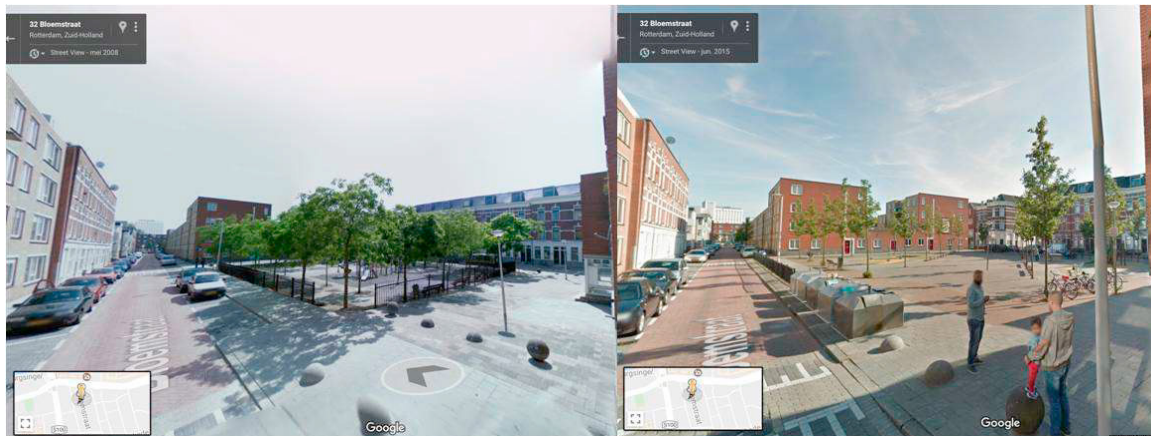 32 Bloemstraat
Rotterdam, Zuid-Holland
Street View - mei 2008
Google
32 Bloemstraat
Rotterdam, Zuid-Holland
Street View - jun. 2015
Google